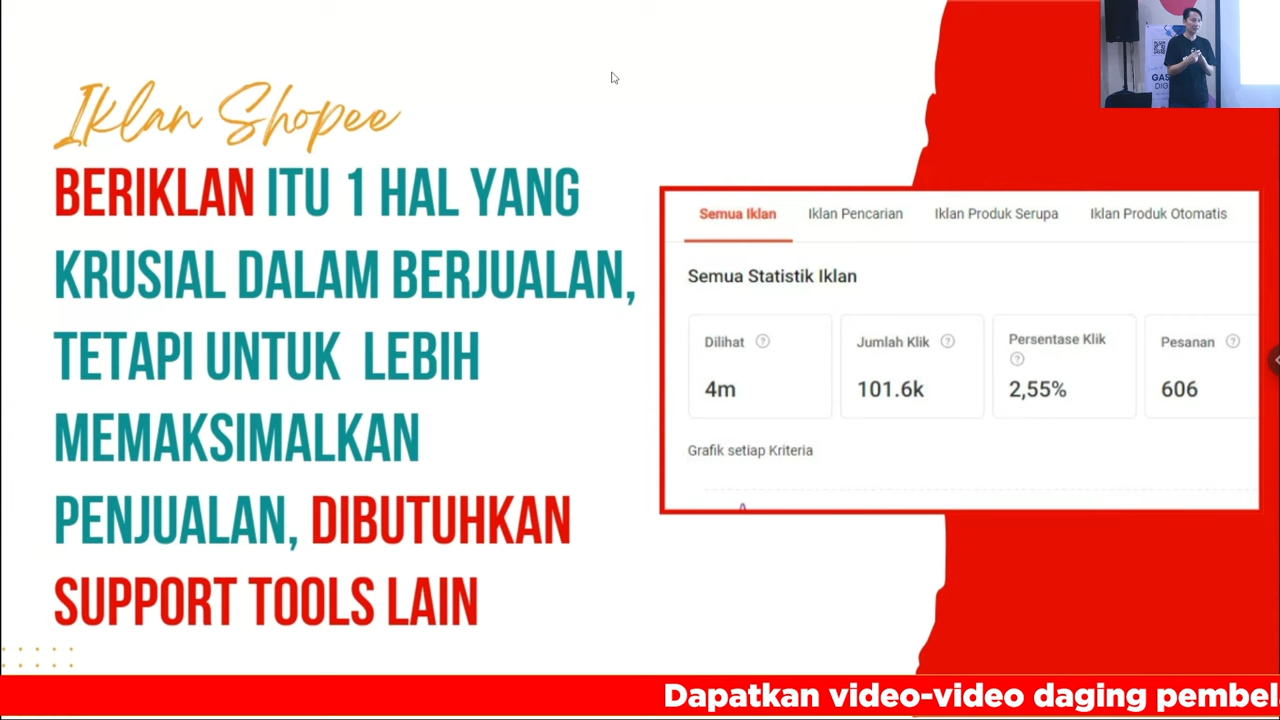 Iklan Shopee
BERIKLAN ITU 1 HAL YANG
KRUSIAL DALAM BERJUALAN,
TETAPI UNTUK LEBIH
MEMAKSIMALKAN
PENJUALAN, DIBUTUHKAN
SUPPORT TOOLS LAIN
Semua Iklan Iklan Pencarian Iklan Produk Serupa Iklan Produk Otomatis
Semua Statistik Iklan
Dilihat ? Jumlah Klik ? Persentase Klik ? Pesanan ?
4m 101.6k 2,55% 606
Grafik setiap Kriteria
GAS
DIG
Dapatkan video-video daging pembel